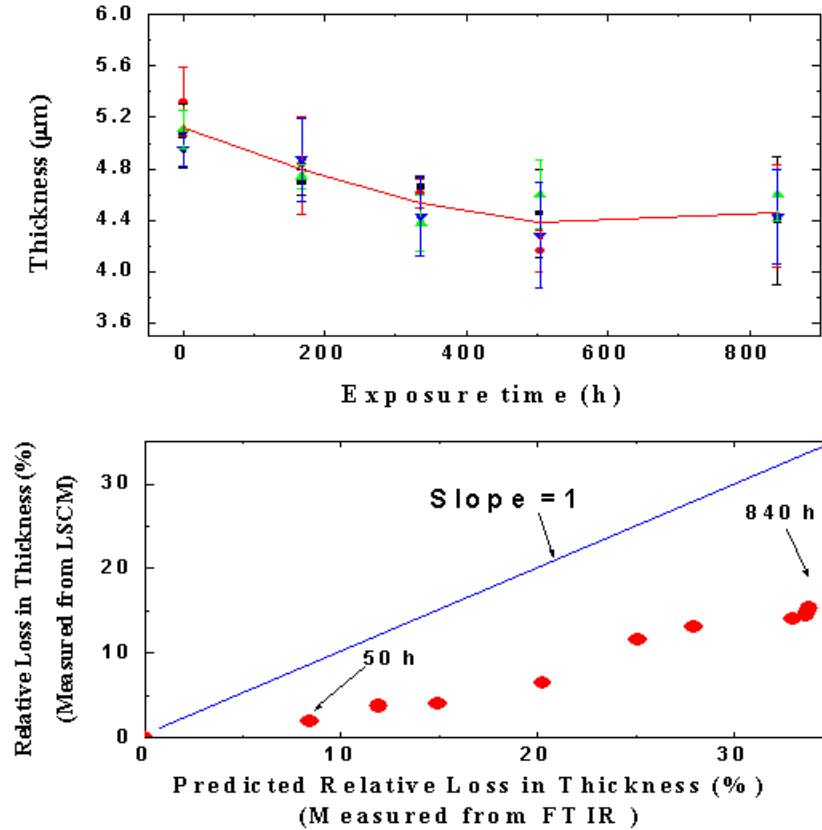 6.0
5.2
4.8
4.4
4.0
3.6
Thickness (μm)
0 200 400 600 800
Exposure time (h)
Relative Loss in Thickness (%)
(Measured from LSCM)
30
20
10
0
Slope = 1
840 h
50 h
0 10 20 30
Predicted Relative Loss in Thickness (%)
(Measured from FTIR )